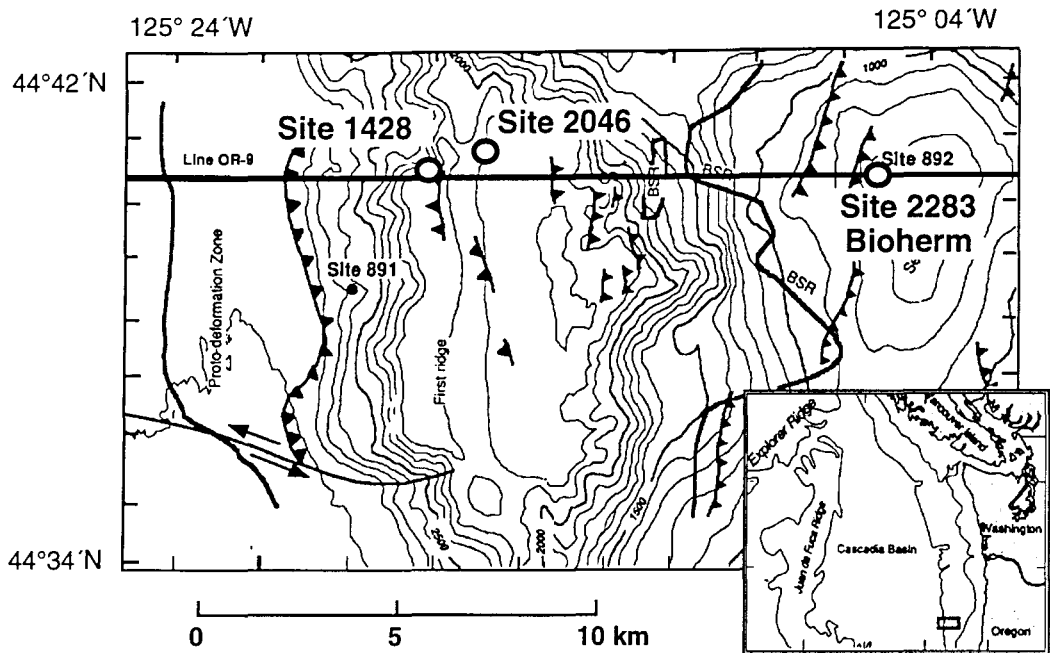 125° 24´W
125° 04´W
44°42´N
2000
1000
Site 1428
Site 2046
Line OR-9
BSR
BSR
Site 892
Site 2283
Bioherm
Site 891
BSR
Proto-deformation Zone
First ridge
2500
2000
1500
44°34´N
Explorer Ridge
Vancouver Island
Washington
Juan de Fuca Ridge
Cascadia Basin
Oregon
0 5 10 km